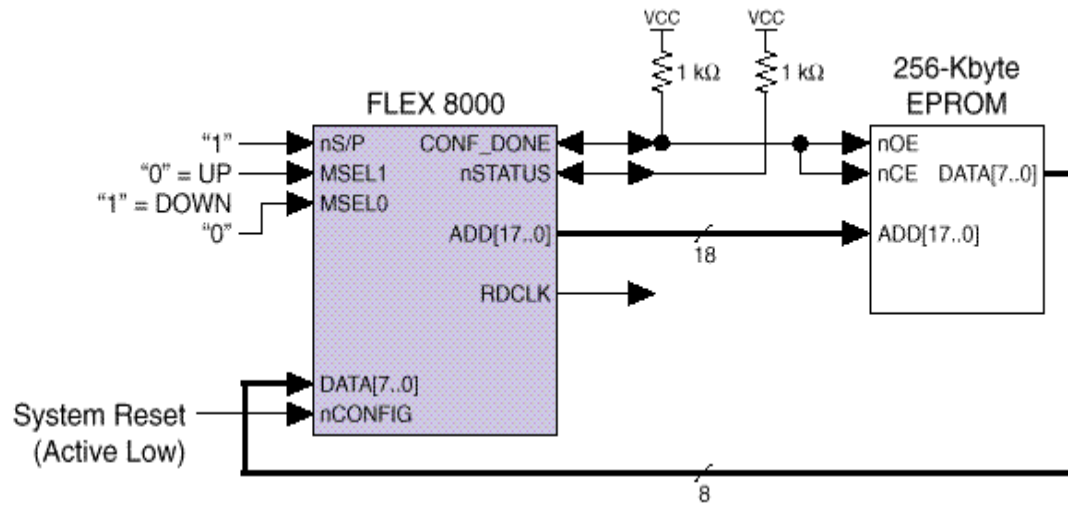 VCC
VCC
1 kΩ
1 kΩ
256-Kbyte
EPROM
FLEX 8000
"1"
nS/P
CONF_DONE
nOE
"0" = UP
MSEL1
nSTATUS
nCE
DATA[7..0]
"1" = DOWN
MSEL0
"0"
ADD[17..0]
18
ADD[17..0]
RDCLK
DATA[7..0]
System Reset
(Active Low)
nCONFIG
8